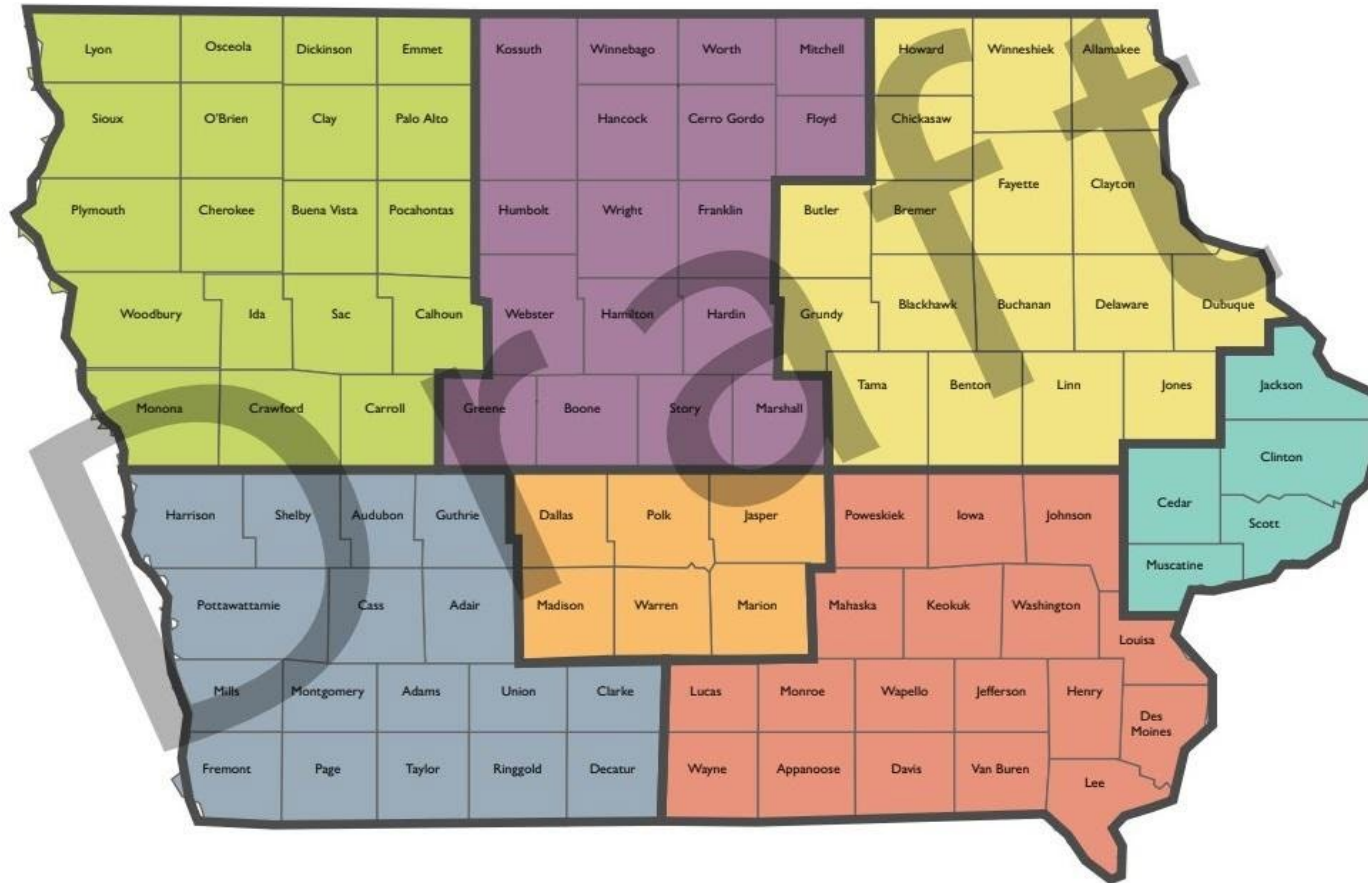 Lyon
Osceola
Dickinson
Emmet
Kossuth
Winnebago
Worth
Mitchell
Howard
Winneshiek
Allamakee
Sioux
O'Brien
Clay
Palo Alto
Hancock
Cerro Gordo
Floyd
Chickasaw
Plymouth
Cherokee
Buena Vista
Pocahontas
Humbolt
Wright
Franklin
Butler
Bremer
Fayette
Clayton
Woodbury
Ida
Sac
Calhoun
Webster
Hamilton
Hardin
Grundy
Blackhawk
Buchanan
Delaware
Dubuque
Monona
Crawford
Carroll
Greene
Boone
Story
Marshall
Tama
Benton
Linn
Jones
Jackson
Clinton
Cedar
Scott
Muscatine
Harrison
Shelby
Audubon
Guthrie
Dallas
Polk
Jasper
Poweskiek
Iowa
Johnson
Pottawattamie
Cass
Adair
Madison
Warren
Marion
Mahaska
Keokuk
Washington
Louisa
Mills
Montgomery
Adams
Union
Clarke
Lucas
Monroe
Wapello
Jefferson
Henry
Des
Moines
Fremont
Page
Taylor
Ringgold
Decatur
Wayne
Appanoose
Davis
Van Buren
Lee
Draft